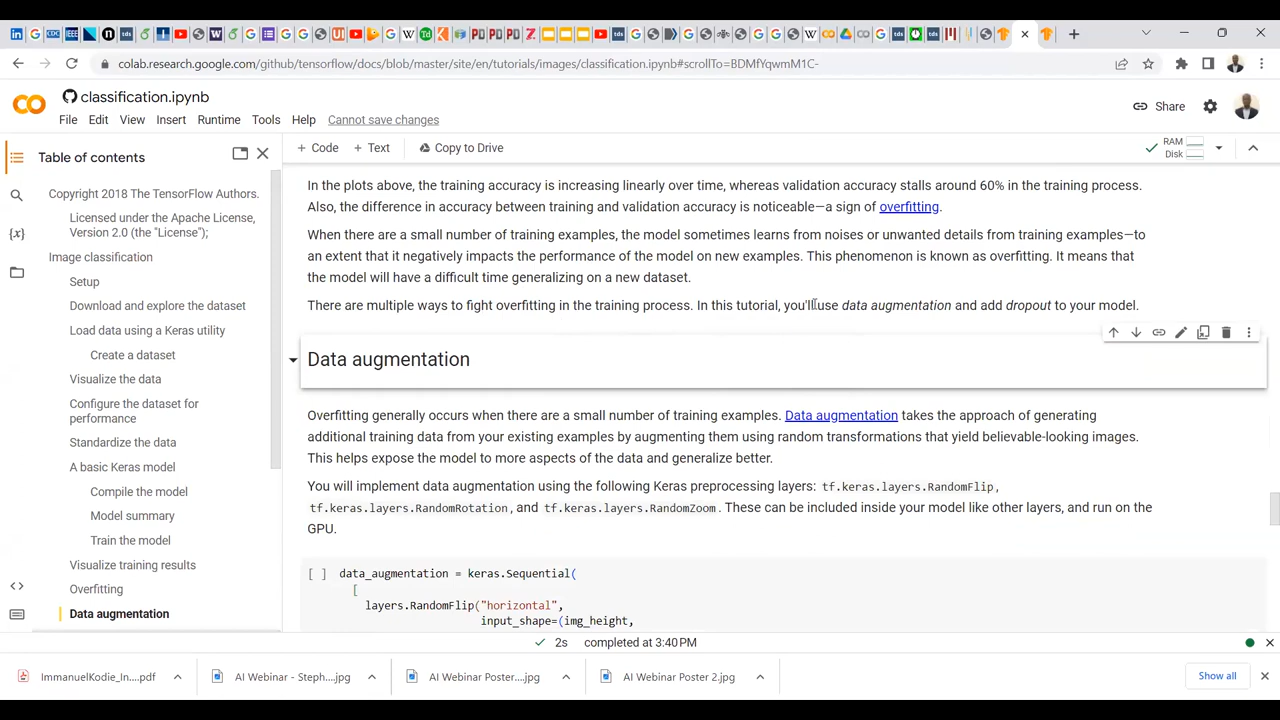 colab.research.google.com/github/tensorflow/docs/blob/master/site/en/tutorials/images/classification.ipynb#scrollTo=BDMfYqwmM1C-
classification.ipynb
File Edit View Insert Runtime Tools Help Cannot save changes
Share
Table of contents
+ Code + Text Copy to Drive
RAM
Disk
Copyright 2018 The TensorFlow Authors.
Licensed under the Apache License,
Version 2.0 (the "License");
Image classification
Setup
Download and explore the dataset
Load data using a Keras utility
Create a dataset
Visualize the data
Configure the dataset for
performance
Standardize the data
A basic Keras model
Compile the model
Model summary
Train the model
Visualize training results
Overfitting
Data augmentation
In the plots above, the training accuracy is increasing linearly over time, whereas validation accuracy stalls around 60% in the training process.
Also, the difference in accuracy between training and validation accuracy is noticeable—a sign of overfitting.
When there are a small number of training examples, the model sometimes learns from noises or unwanted details from training examples—to
an extent that it negatively impacts the performance of the model on new examples. This phenomenon is known as overfitting. It means that
the model will have a difficult time generalizing on a new dataset.
There are multiple ways to fight overfitting in the training process. In this tutorial, you'll use data augmentation and add dropout to your model.
Data augmentation
Overfitting generally occurs when there are a small number of training examples. Data augmentation takes the approach of generating
additional training data from your existing examples by augmenting them using random transformations that yield believable-looking images.
This helps expose the model to more aspects of the data and generalize better.
You will implement data augmentation using the following Keras preprocessing layers: tf.keras.layers.RandomFlip,
tf.keras.layers.RandomRotation, and tf.keras.layers.RandomZoom. These can be included inside your model like other layers, and run on the
GPU.
[ ] data_augmentation = keras.Sequential(
[
layers.RandomFlip("horizontal",
input_shape=(img_height,
2s completed at 3:40 PM
ImmanuelKodie_In....pdf
AI Webinar - Steph....jpg
AI Webinar Poster....jpg
AI Webinar Poster 2.jpg
Show all